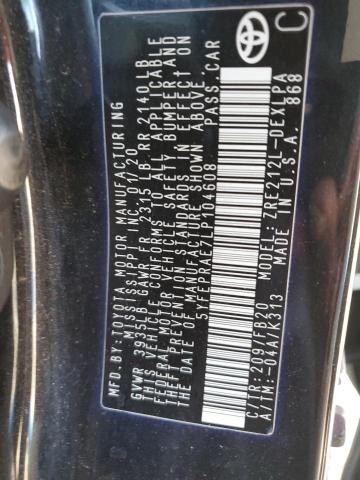 MFD.BY:TOYOTA MOTOR MANUFACTURING
MISSISSIPPI INC. 01/20
GVWR 3935LB GAWR FR 2315 LB RR 2140LB
THIS VEHICLE CONFORMS TO ALL APPLICABLE
FEDERAL MOTOR VEHICLE SAFETY BUMPER AND
THEFT PREVENTION STANDARDS IN EFFECT ON
THE DATE OF MANUFACTURE SHOWN ABOVE.
5YFEPRAE7LP104608 PASS.CAR
C/TR:209/FB20 MODEL:ZRE212L-DEXLPA
A/TM:-04A/K313 MADE IN U.S.A. 868
TOYOTA
C